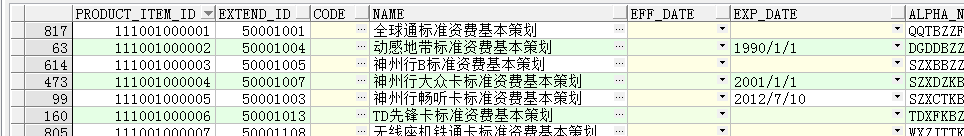 PRODUCT_ITEM_ID EXTEND_ID CODE NAME EFF_DATE EXP_DATE ALPHA_N
817 111001000001 50001001 全球通标准资费基本策划 QQTBZZF
63 111001000002 50001004 动感地带标准资费基本策划 1990/1/1 DGDDBZZ
614 111001000003 50001005 神州行B标准资费基本策划 SZXBBZZ
473 111001000004 50001007 神州行大众卡标准资费基本策划 2001/1/1 SZXDZKB
99 111001000005 50001003 神州行畅听卡标准资费基本策划 2012/7/10 SZXCTKB
160 111001000006 50001013 TD先锋卡标准资费基本策划 TDXFKBZ
805 111001000007 50001108 无线座机铁通卡标准资费基本策划 WXZJTTK